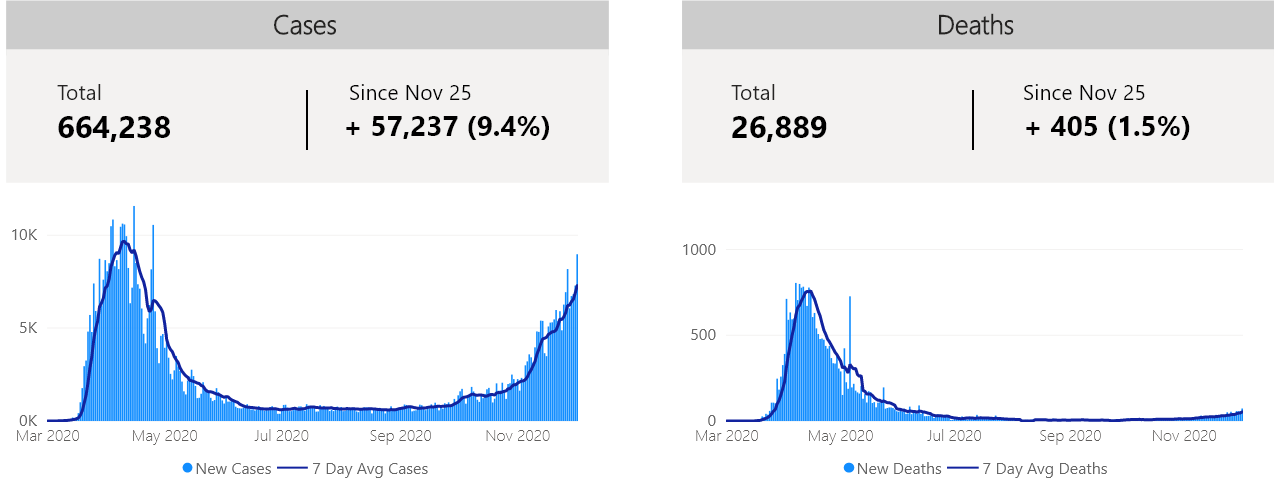 Cases
Total
664,238
Since Nov 25
+ 57,237 (9.4%)
10K
5K
0K
Mar 2020 May 2020 Jul 2020 Sep 2020 Nov 2020
New Cases 7 Day Avg Cases
Deaths
Total
26,889
Since Nov 25
+ 405 (1.5%)
1000
500
0
Mar 2020 May 2020 Jul 2020 Sep 2020 Nov 2020
New Deaths 7 Day Avg Deaths